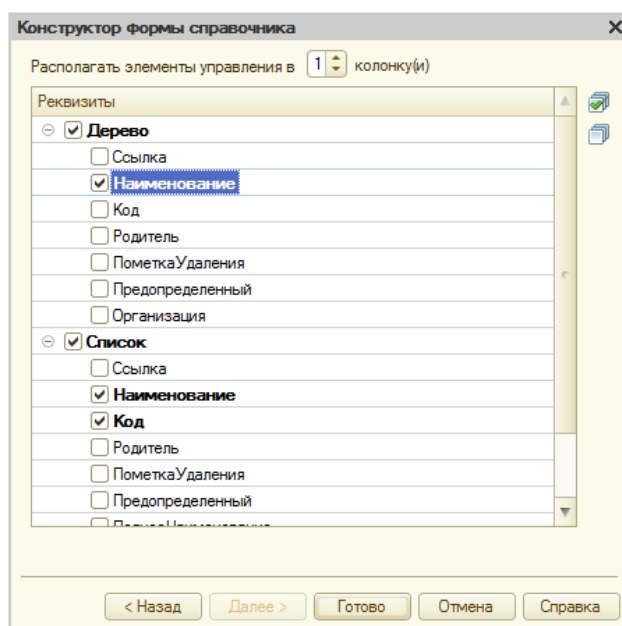 Конструктор формы справочника
Располагать элементы управления в 1 колонку(и)
Реквизиты
Дерево
Ссылка
Наименование
Код
Родитель
ПометкаУдаления
Предопределенный
Организация
Список
Ссылка
Наименование
Код
Родитель
ПометкаУдаления
Предопределенный
< Назад Далее > Готово Отмена Справка